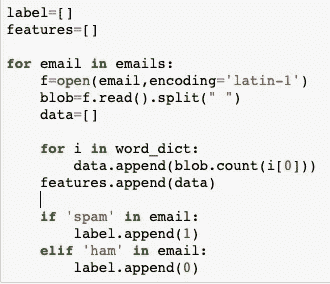 label=[]
features=[]
for email in emails:
f=open(email,encoding='latin-1')
blob=f.read().split(" ")
data=[]
for i in word_dict:
data.append(blob.count(i[0]))
features.append(data)
if 'spam' in email:
label.append(1)
elif 'ham' in email:
label.append(0)